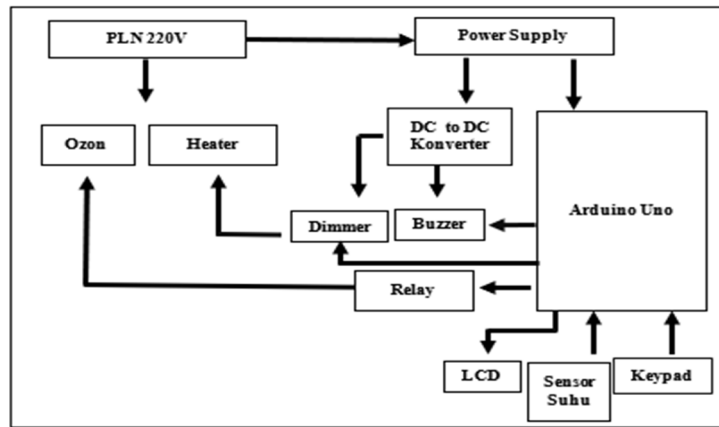 PLN 220V
Power Supply
Ozon
Heater
DC to DC
Konverter
Arduino Uno
Dimmer
Buzzer
Relay
LCD
Sensor
Suhu
Keypad